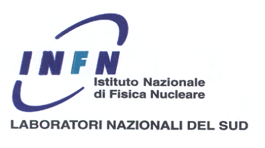 INFN
Istituto Nazionale
di Fisica Nucleare
LABORATORI NAZIONALI DEL SUD